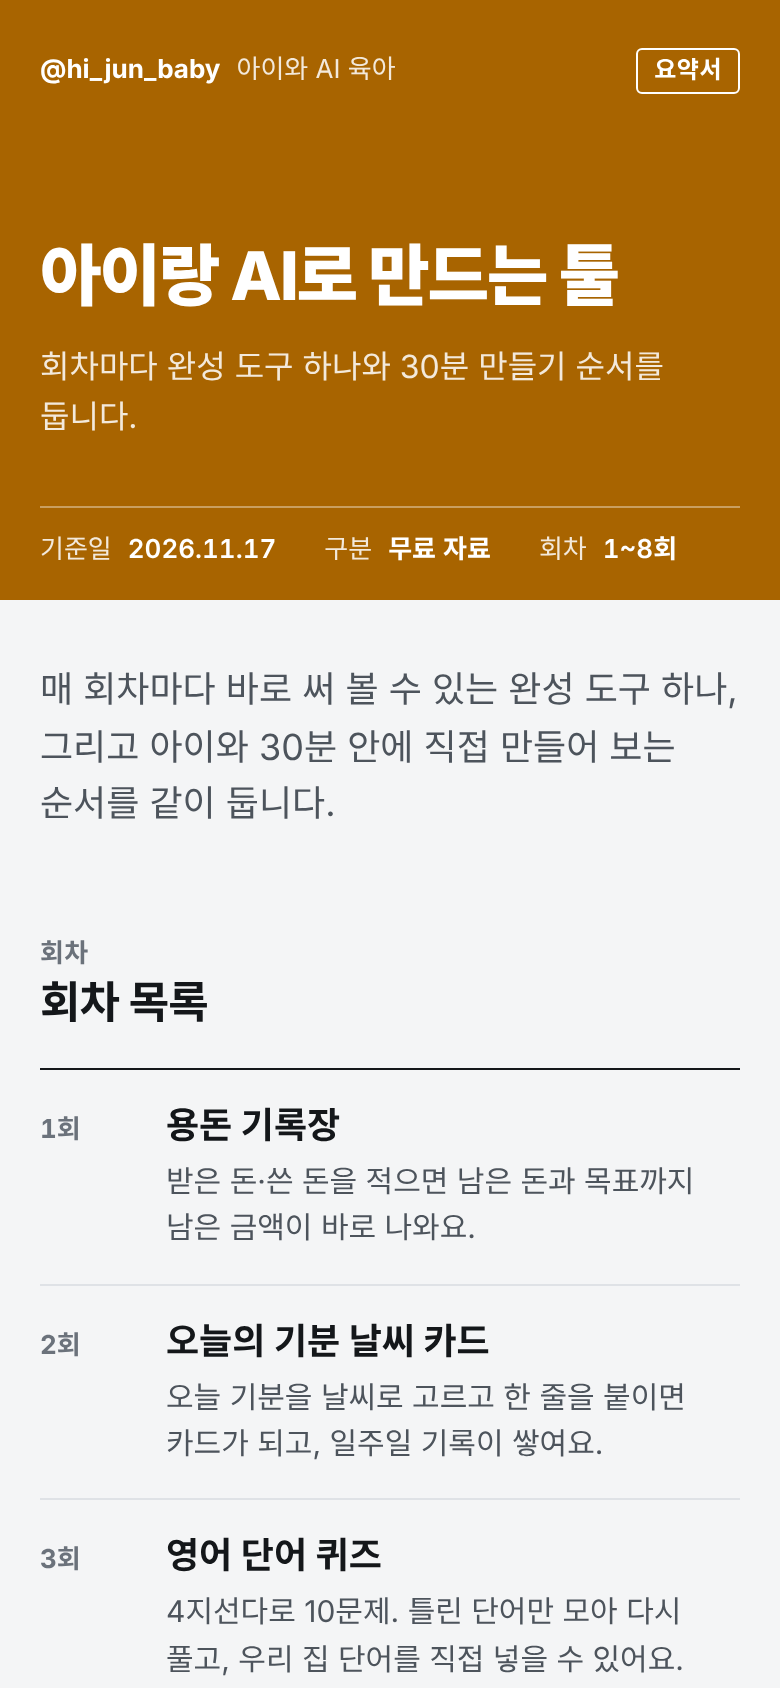 @hi_jun_baby 아이와 AI 육아
요약서
아이랑 AI로 만드는 툴
회차마다 완성 도구 하나와 30분 만들기 순서를
둡니다.
기준일 2026.11.17 구분 무료 자료 회차 1~8회
매 회차마다 바로 써 볼 수 있는 완성 도구 하나,
그리고 아이와 30분 안에 직접 만들어 보는
순서를 같이 둡니다.
회차
회차 목록
1회 용돈 기록장
받은 돈·쓴 돈을 적으면 남은 돈과 목표까지
남은 금액이 바로 나와요.
2회 오늘의 기분 날씨 카드
오늘 기분을 날씨로 고르고 한 줄을 붙이면
카드가 되고, 일주일 기록이 쌓여요.
3회 영어 단어 퀴즈
4지선다로 10문제. 틀린 단어만 모아 다시
풀고, 우리 집 단어를 직접 넣을 수 있어요.